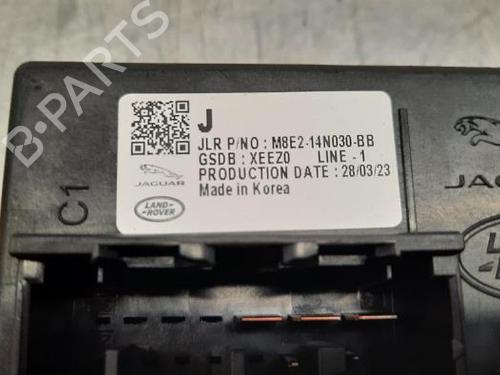 J
JLR P/NO : M8E2-14N030-BB
GSDB : XEEZ0 LINE - 1
PRODUCTION DATE : 28/03/23
Made in Korea
JAGUAR
LAND-
ROVER
C1